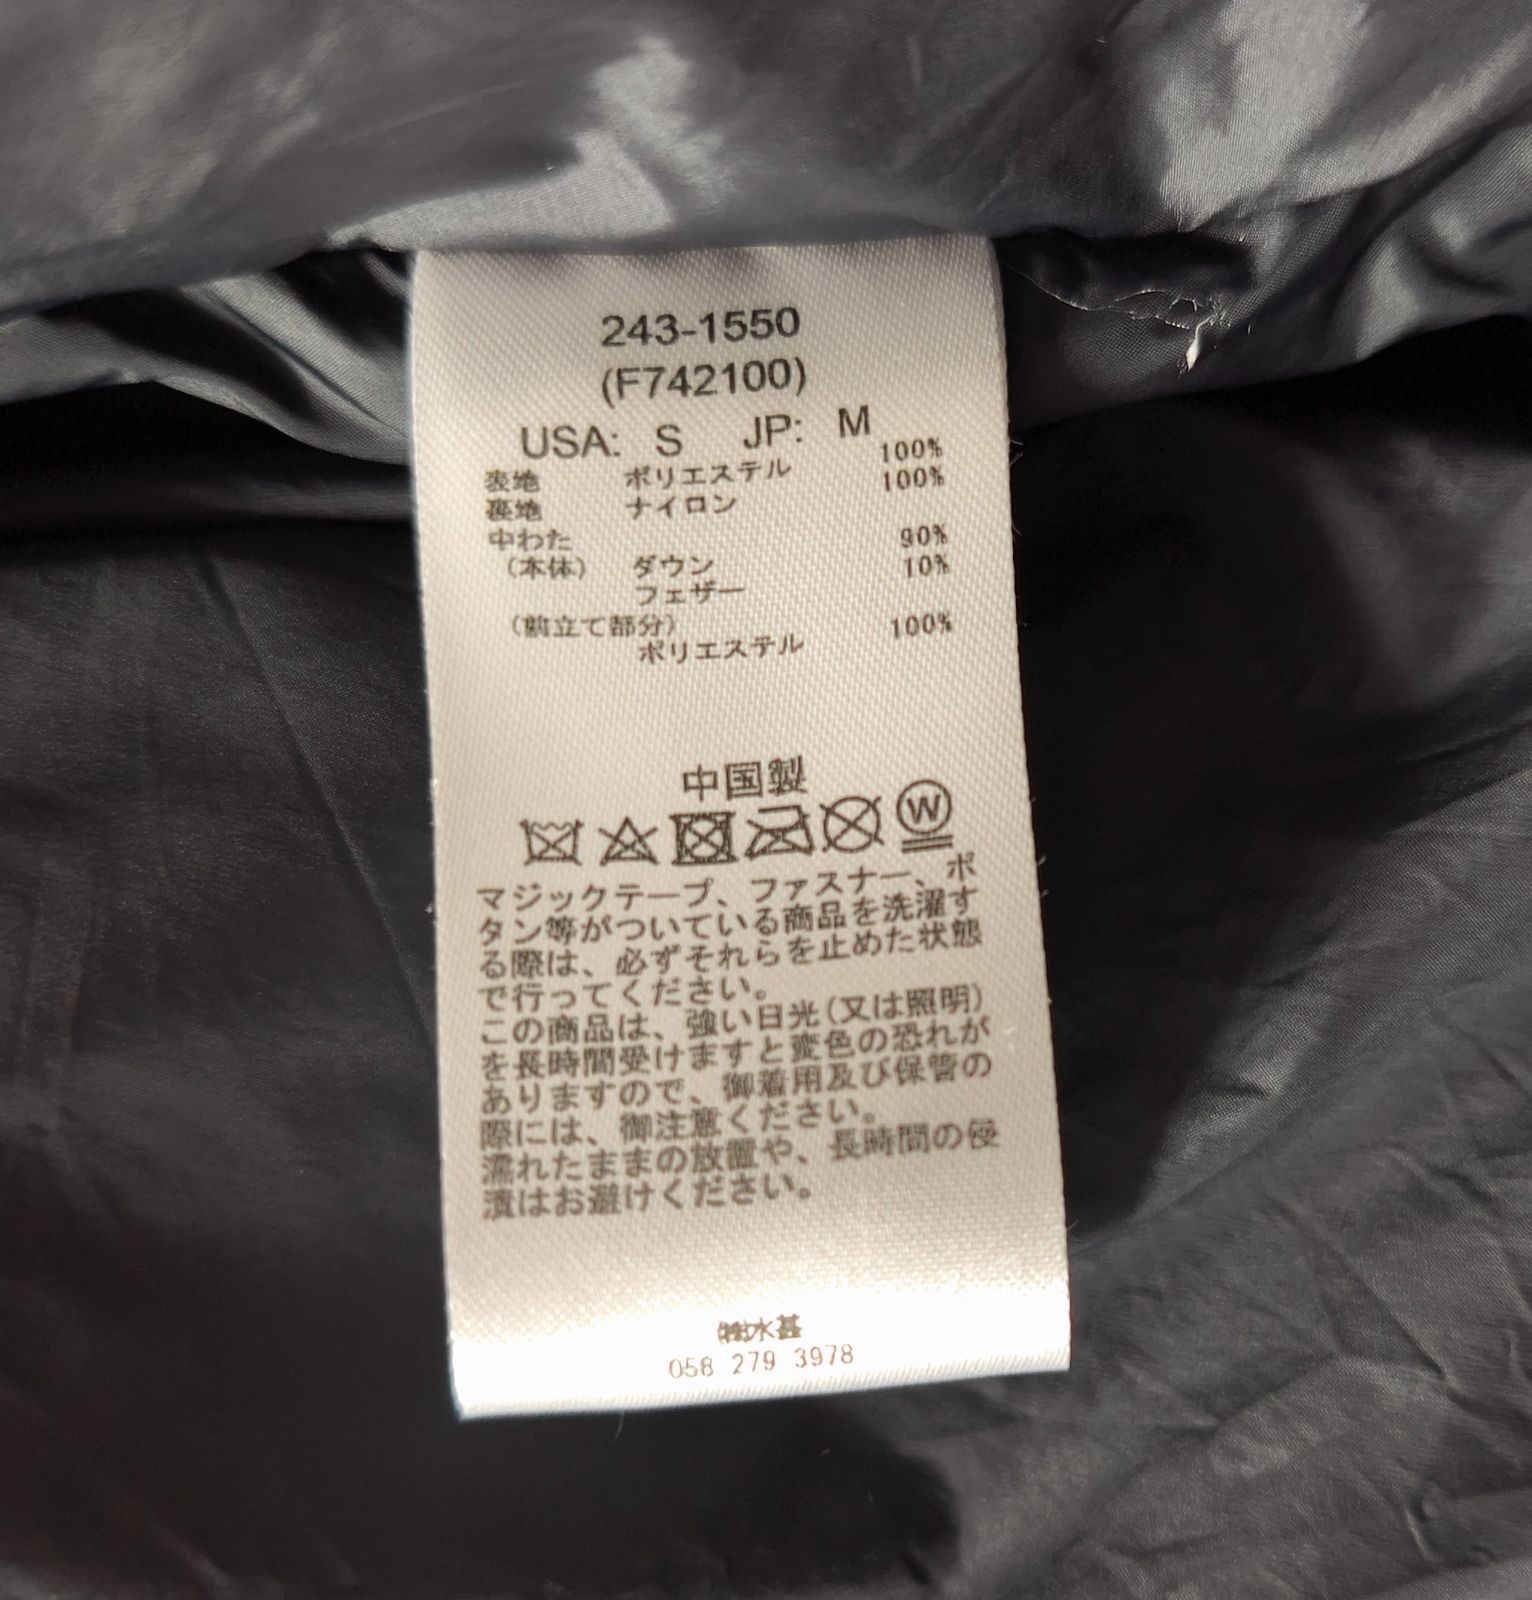 243-1550
(F742100)
USA: S JP: M
表地 ポリエステル 100%
裏地 ナイロン 100%
中わた
(本体) ダウン 90%
フェザー 10%
(前立て部分)
ポリエステル 100%
中国製
W
マジックテープ、ファスナー、ボ
タン等がついている商品を洗濯す
る際は、必ずそれらを止めた状態
で行ってください。
この商品は、強い日光(又は照明)
を長時間受けますと変色の恐れが
ありますので、御着用及び保管の
際には、御注意ください。
濡れたままの放置や、長時間の浸
漬はお避けください。
㈱水甚
058 279 3978